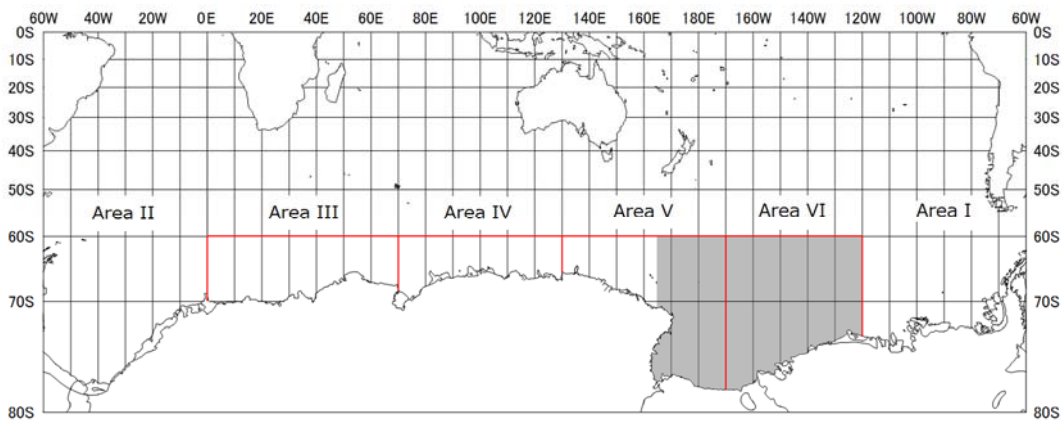 60W 40W 20W 0E 20E 40E 60E 80E 100E 120E 140E 160E 180W 160W 140W 120W 100W 80W 60W
0S 0S
10S 10S
20S 20S
30S 30S
40S 40S
50S 50S
Area II Area III Area IV Area V Area VI Area I
60S 60S
70S 70S
80S 80S